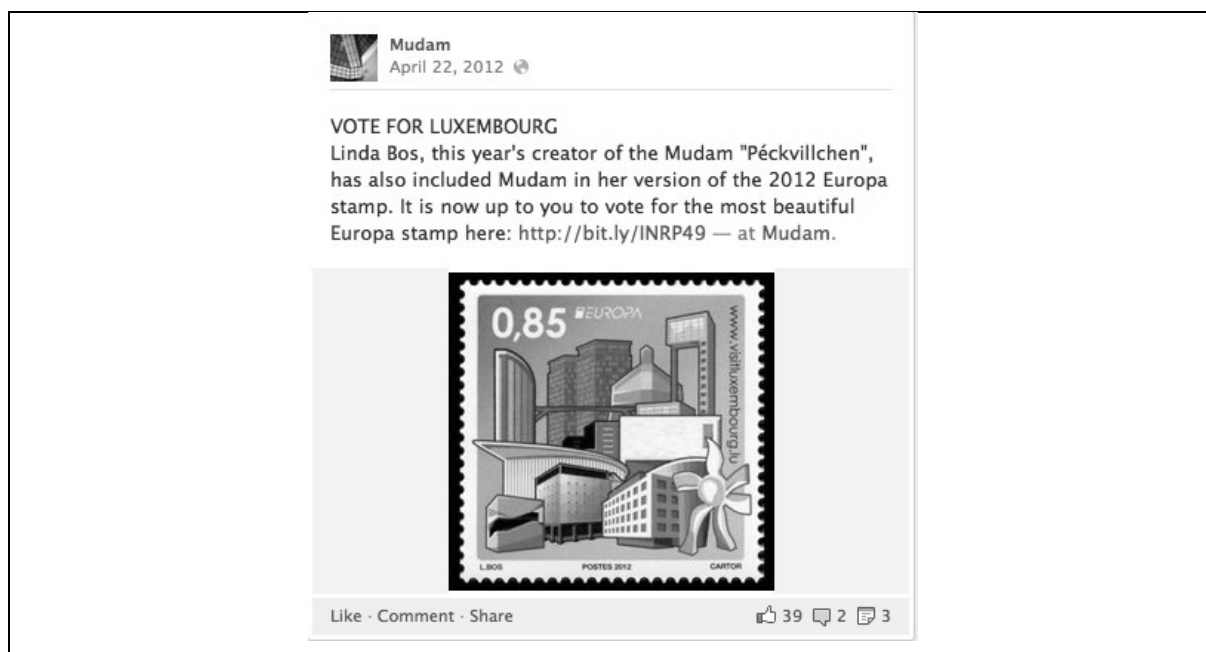 Mudam
April 22, 2012
VOTE FOR LUXEMBOURG
Linda Bos, this year's creator of the Mudam "Péckvillchen",
has also included Mudam in her version of the 2012 Europa
stamp. It is now up to you to vote for the most beautiful
Europa stamp here: http://bit.ly/INRP49 — at Mudam.
0,85 EUROPA
www.visitluxembourg.lu
L.BOS POSTES 2012 CARTOR
Like · Comment · Share 39 2 3